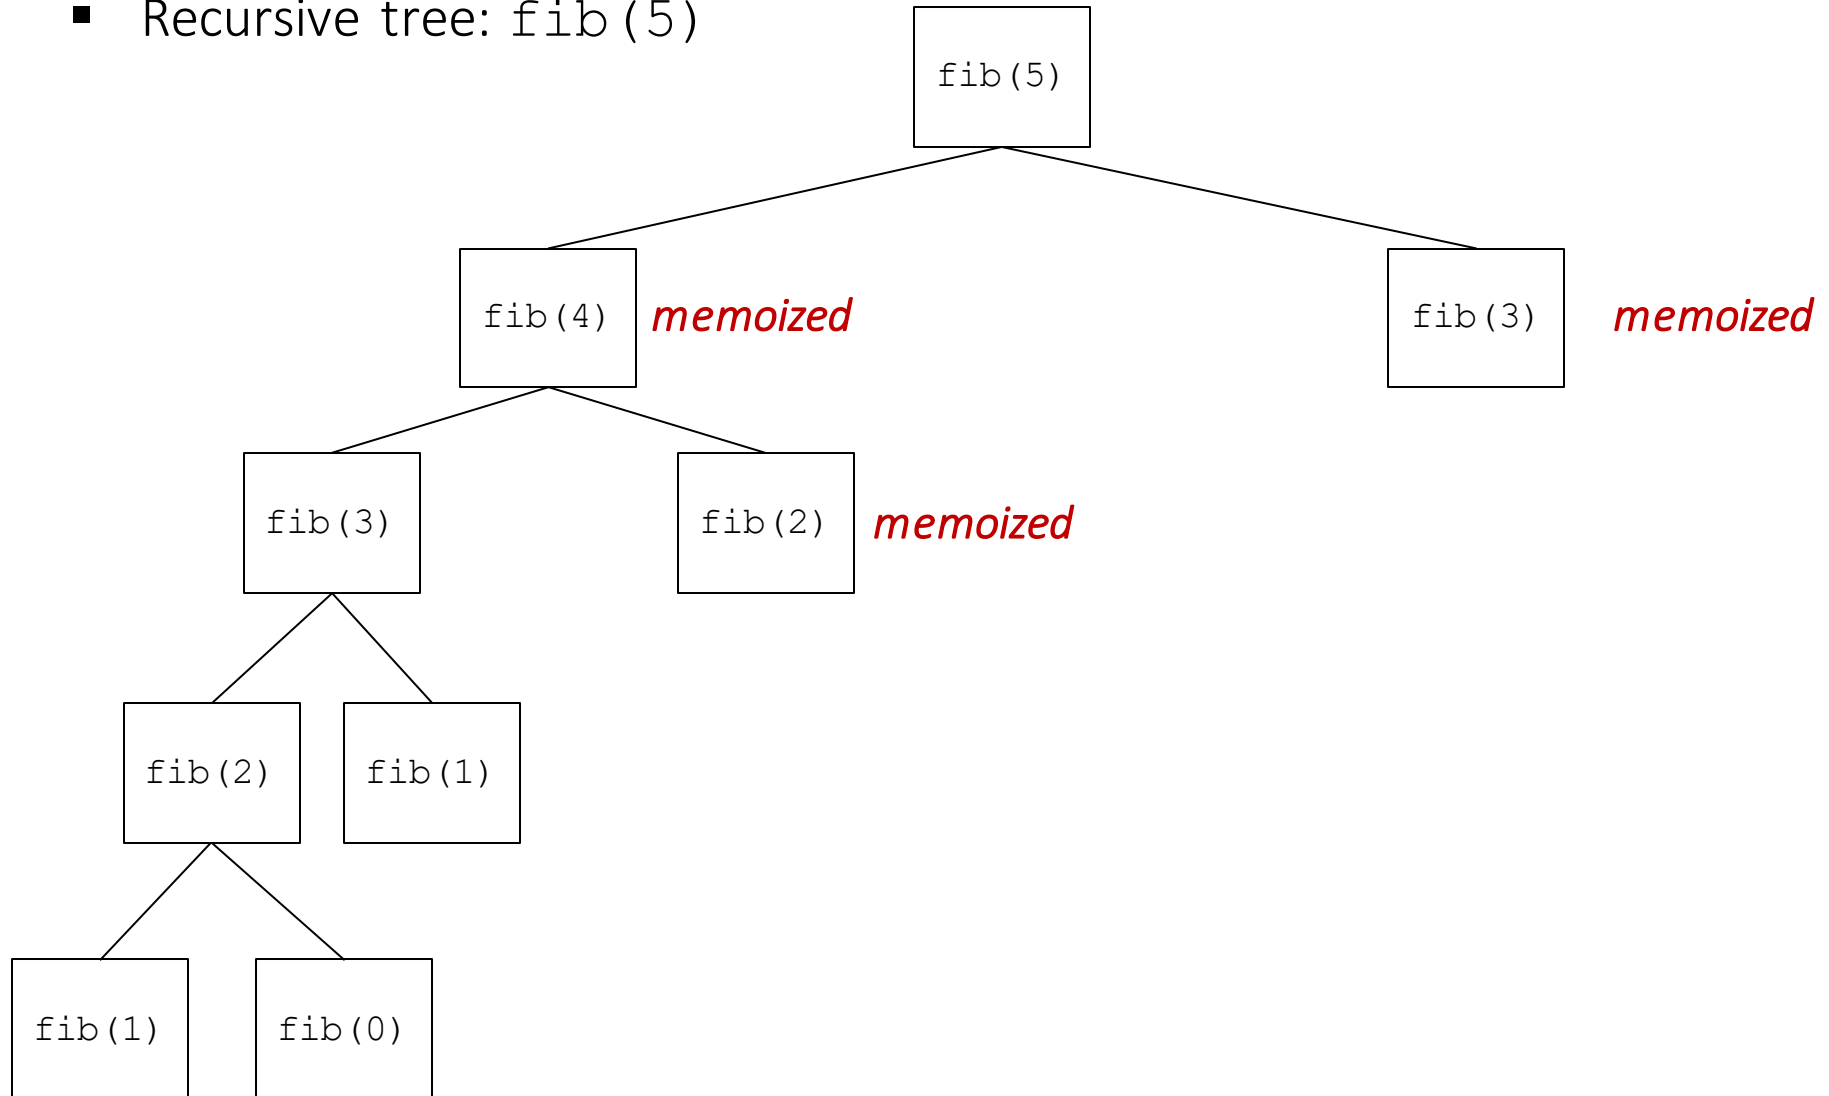 ▪ Recursive tree: fib(5)
fib(5)
fib(4) memoized
fib(3) memoized
fib(3)
fib(2) memoized
fib(2)
fib(1)
fib(1)
fib(0)